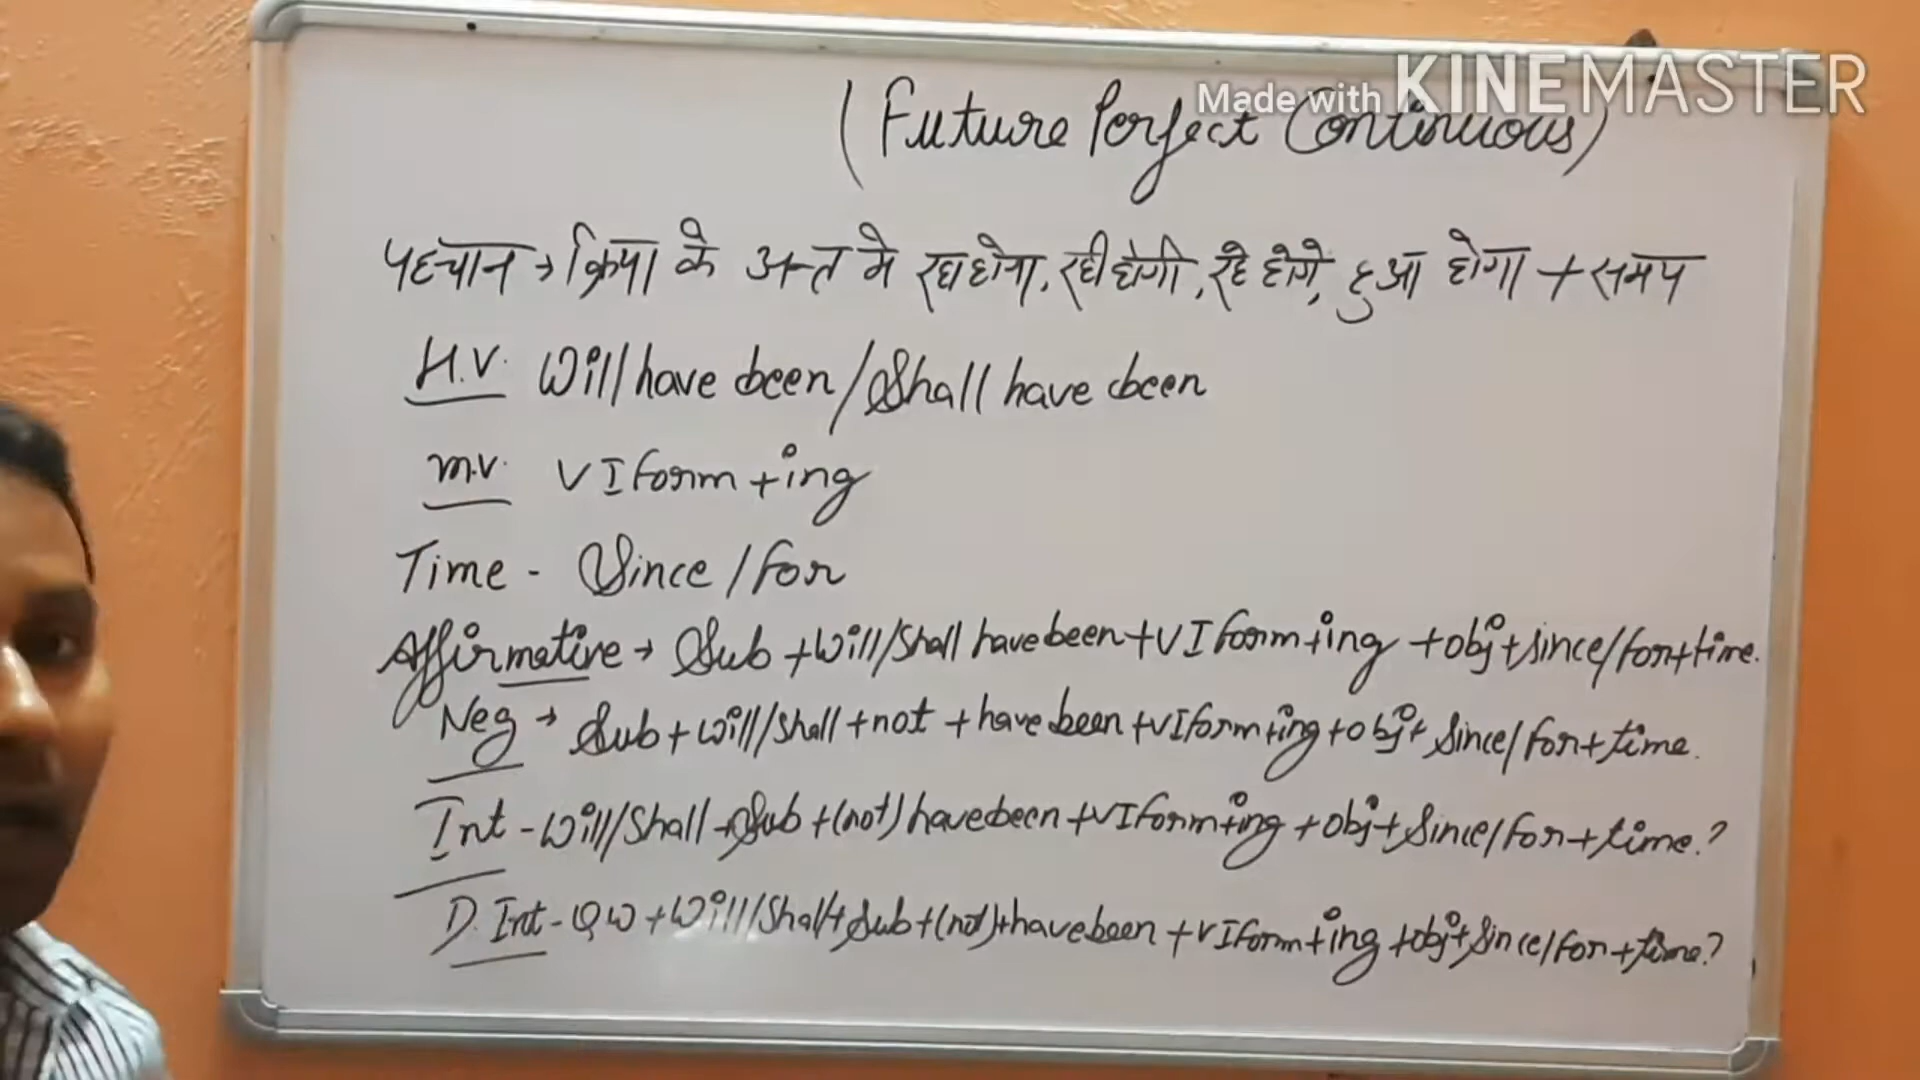 Made with KINEMASTER
(Future Perfect Continuous)
पहचान → क्रिया के अन्त मे रहा होगा, रही होगी, रहे होगे, हुआ होगा + समय
H.V. Will have been/Shall have been
m.v. V I form + ing
Time - Since/for
Affirmative → Sub + Will/Shall have been + V I form + ing + obj + since/for + time.
Neg → Sub + Will/Shall + not + have been + V I form + ing + obj + Since/for + time.
Int - Will/Shall + Sub + (not) have been + V I form + ing + obj + Since/for + time?
D. Int - QW + Will/Shall + Sub + (not) + have been + V I form + ing + obj + Since/for + time?